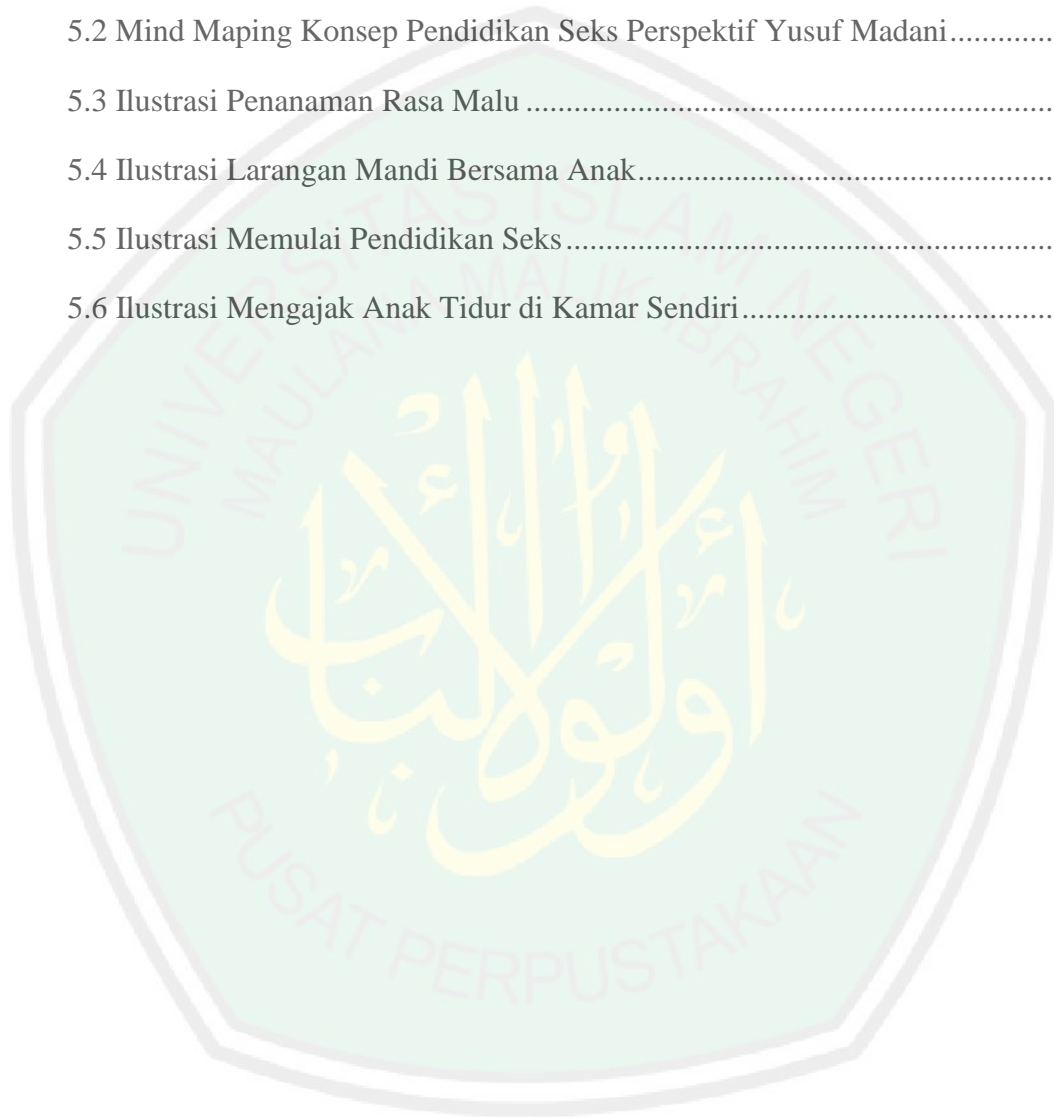 5.2 Mind Maping Konsep Pendidikan Seks Perspektif Yusuf Madani.............
5.3 Ilustrasi Penanaman Rasa Malu ..................................................................
5.4 Ilustrasi Larangan Mandi Bersama Anak....................................................
5.5 Ilustrasi Memulai Pendidikan Seks .............................................................
5.6 Ilustrasi Mengajak Anak Tidur di Kamar Sendiri.......................................
UNIVERSITAS ISLAM NEGERI
MAULANA MALIK IBRAHIM
أولوا الألباب
PUSAT PERPUSTAKAAN